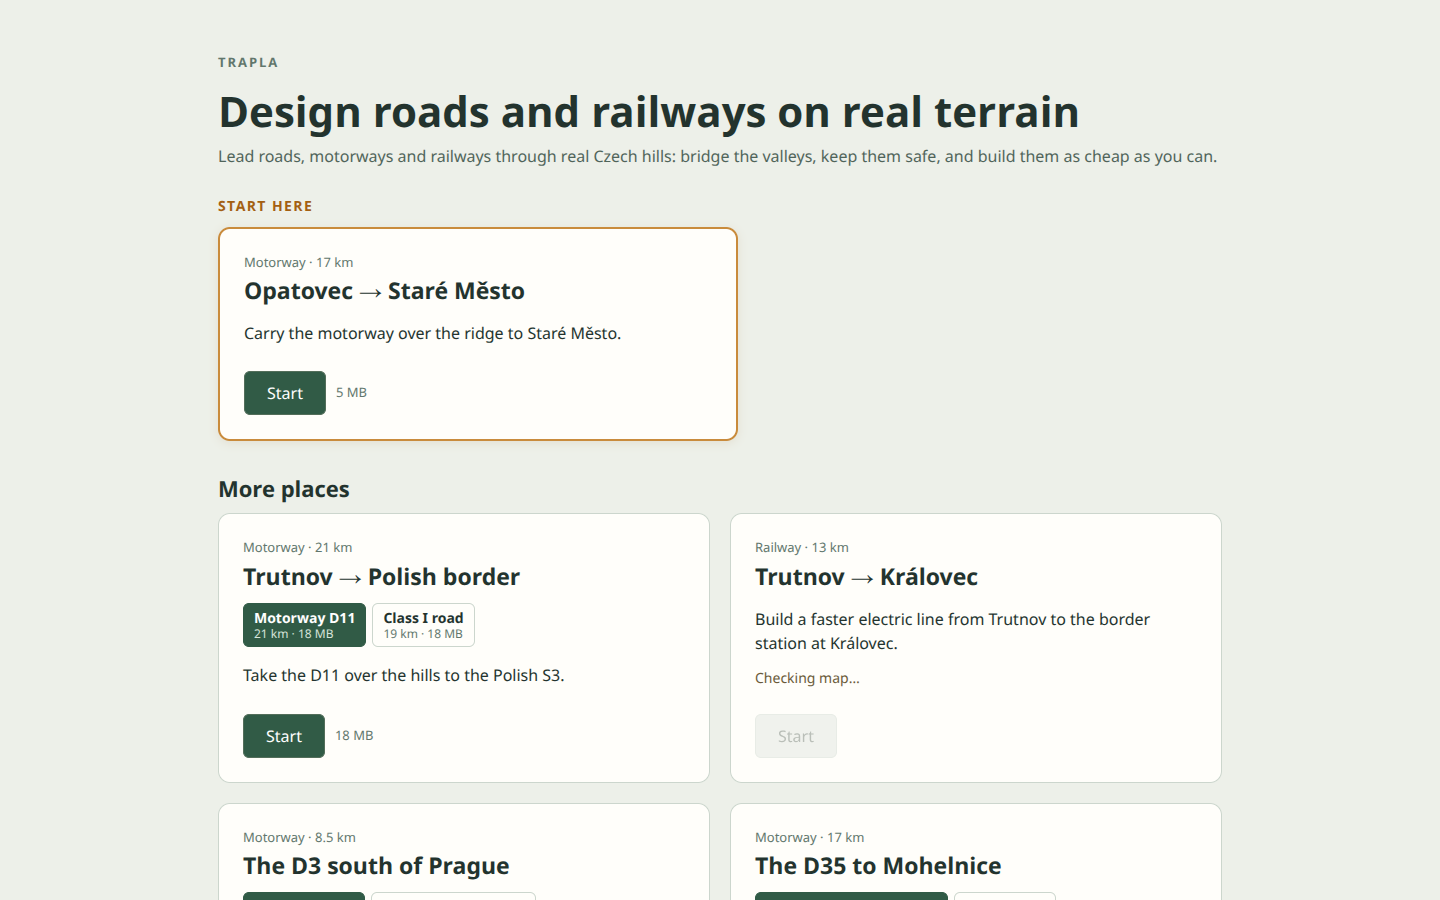 TRAPLA
Design roads and railways on real terrain
Lead roads, motorways and railways through real Czech hills: bridge the valleys, keep them safe, and build them as cheap as you can.
START HERE
Motorway · 17 km
Opatovec → Staré Město
Carry the motorway over the ridge to Staré Město.
Start
5 MB
More places
Motorway · 21 km
Trutnov → Polish border
Motorway D11
21 km · 18 MB
Class I road
19 km · 18 MB
Take the D11 over the hills to the Polish S3.
Start
18 MB
Railway · 13 km
Trutnov → Královec
Build a faster electric line from Trutnov to the border
station at Královec.
Checking map…
Start
Motorway · 8.5 km
The D3 south of Prague
Motorway · 17 km
The D35 to Mohelnice